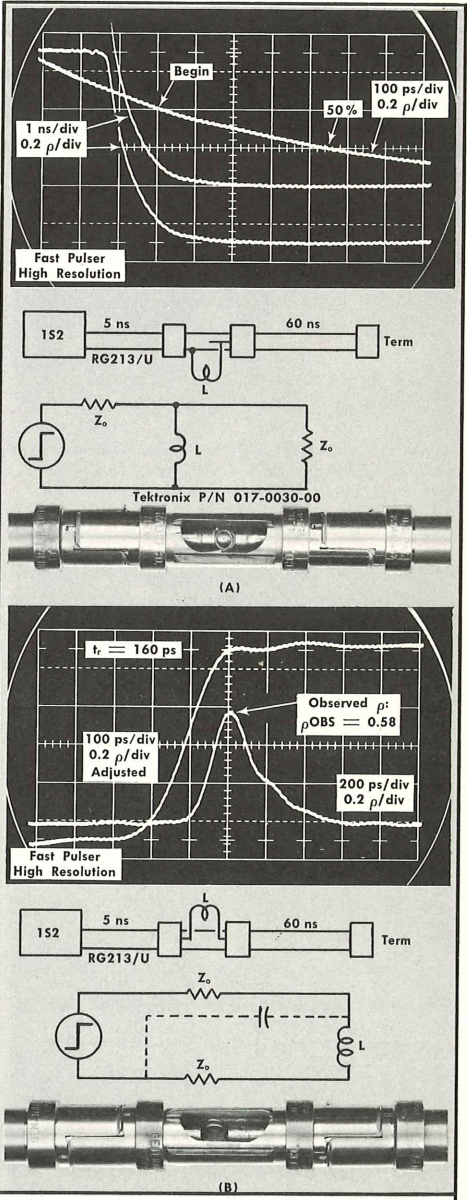 Begin
1 ns/div
0.2 ρ/div
50%
100 ps/div
0.2 ρ/div
Fast Pulser
High Resolution
1S2
5 ns
RG213/U
L
60 ns
Term
Zo
L
Zo
Tektronix P/N 017-0030-00
(A)
tr = 160 ps
Observed ρ:
ρOBS = 0.58
100 ps/div
0.2 ρ/div
Adjusted
200 ps/div
0.2 ρ/div
Fast Pulser
High Resolution
1S2
5 ns
RG213/U
L
60 ns
Term
Zo
L
Zo
(B)